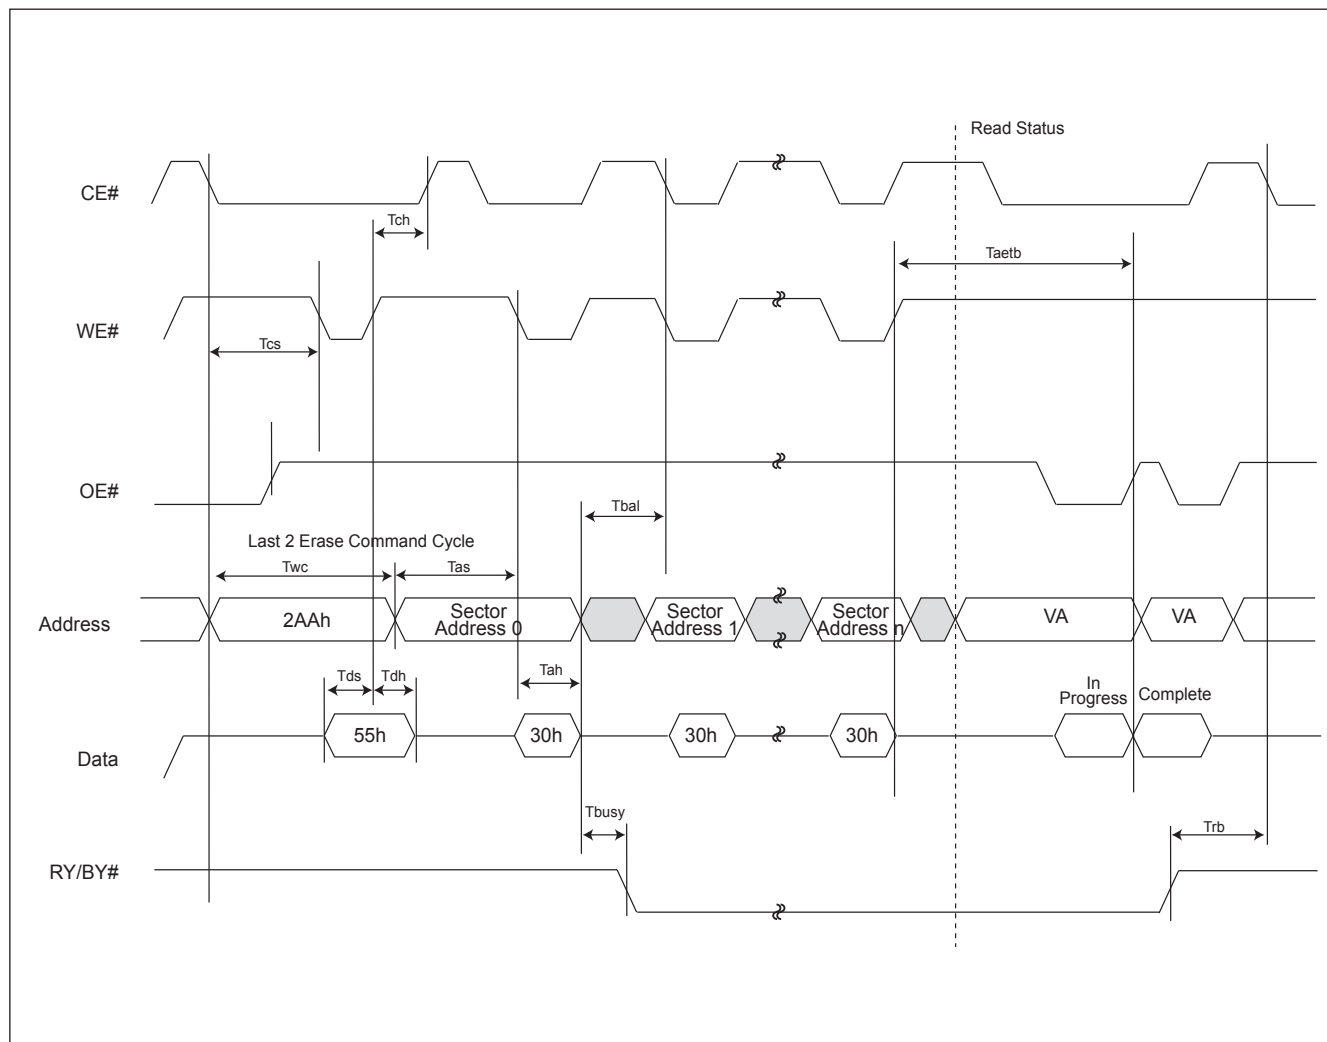 Read Status
CE#
Tch
Taetb
WE#
Tcs
OE#
Tbal
Last 2 Erase Command Cycle
Twc
Tas
Address
2AAh
Sector
Address 0
Sector
Address 1
Sector
Address n
VA
VA
Tds
Tdh
Tah
In
Progress
Complete
Data
55h
30h
30h
30h
Tbusy
Trb
RY/BY#